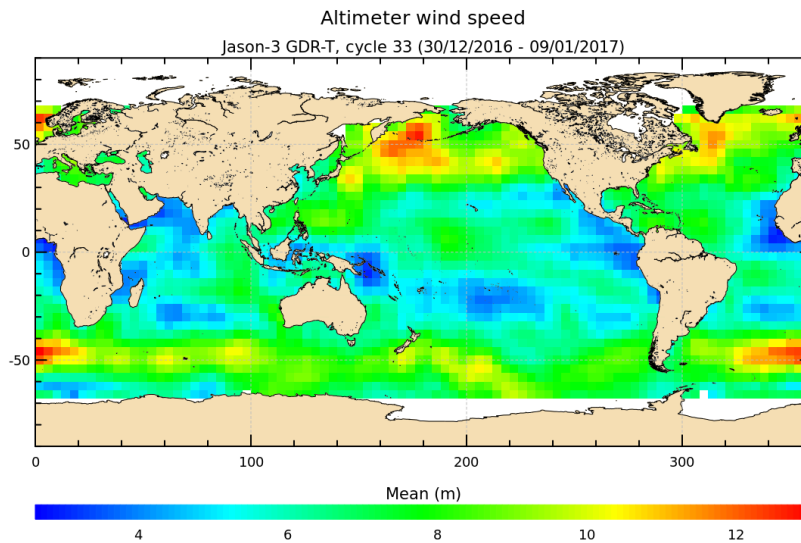 Altimeter wind speed
Jason-3 GDR-T, cycle 33 (30/12/2016 - 09/01/2017)
50
0
-50
0 100 200 300
Mean (m)
4 6 8 10 12